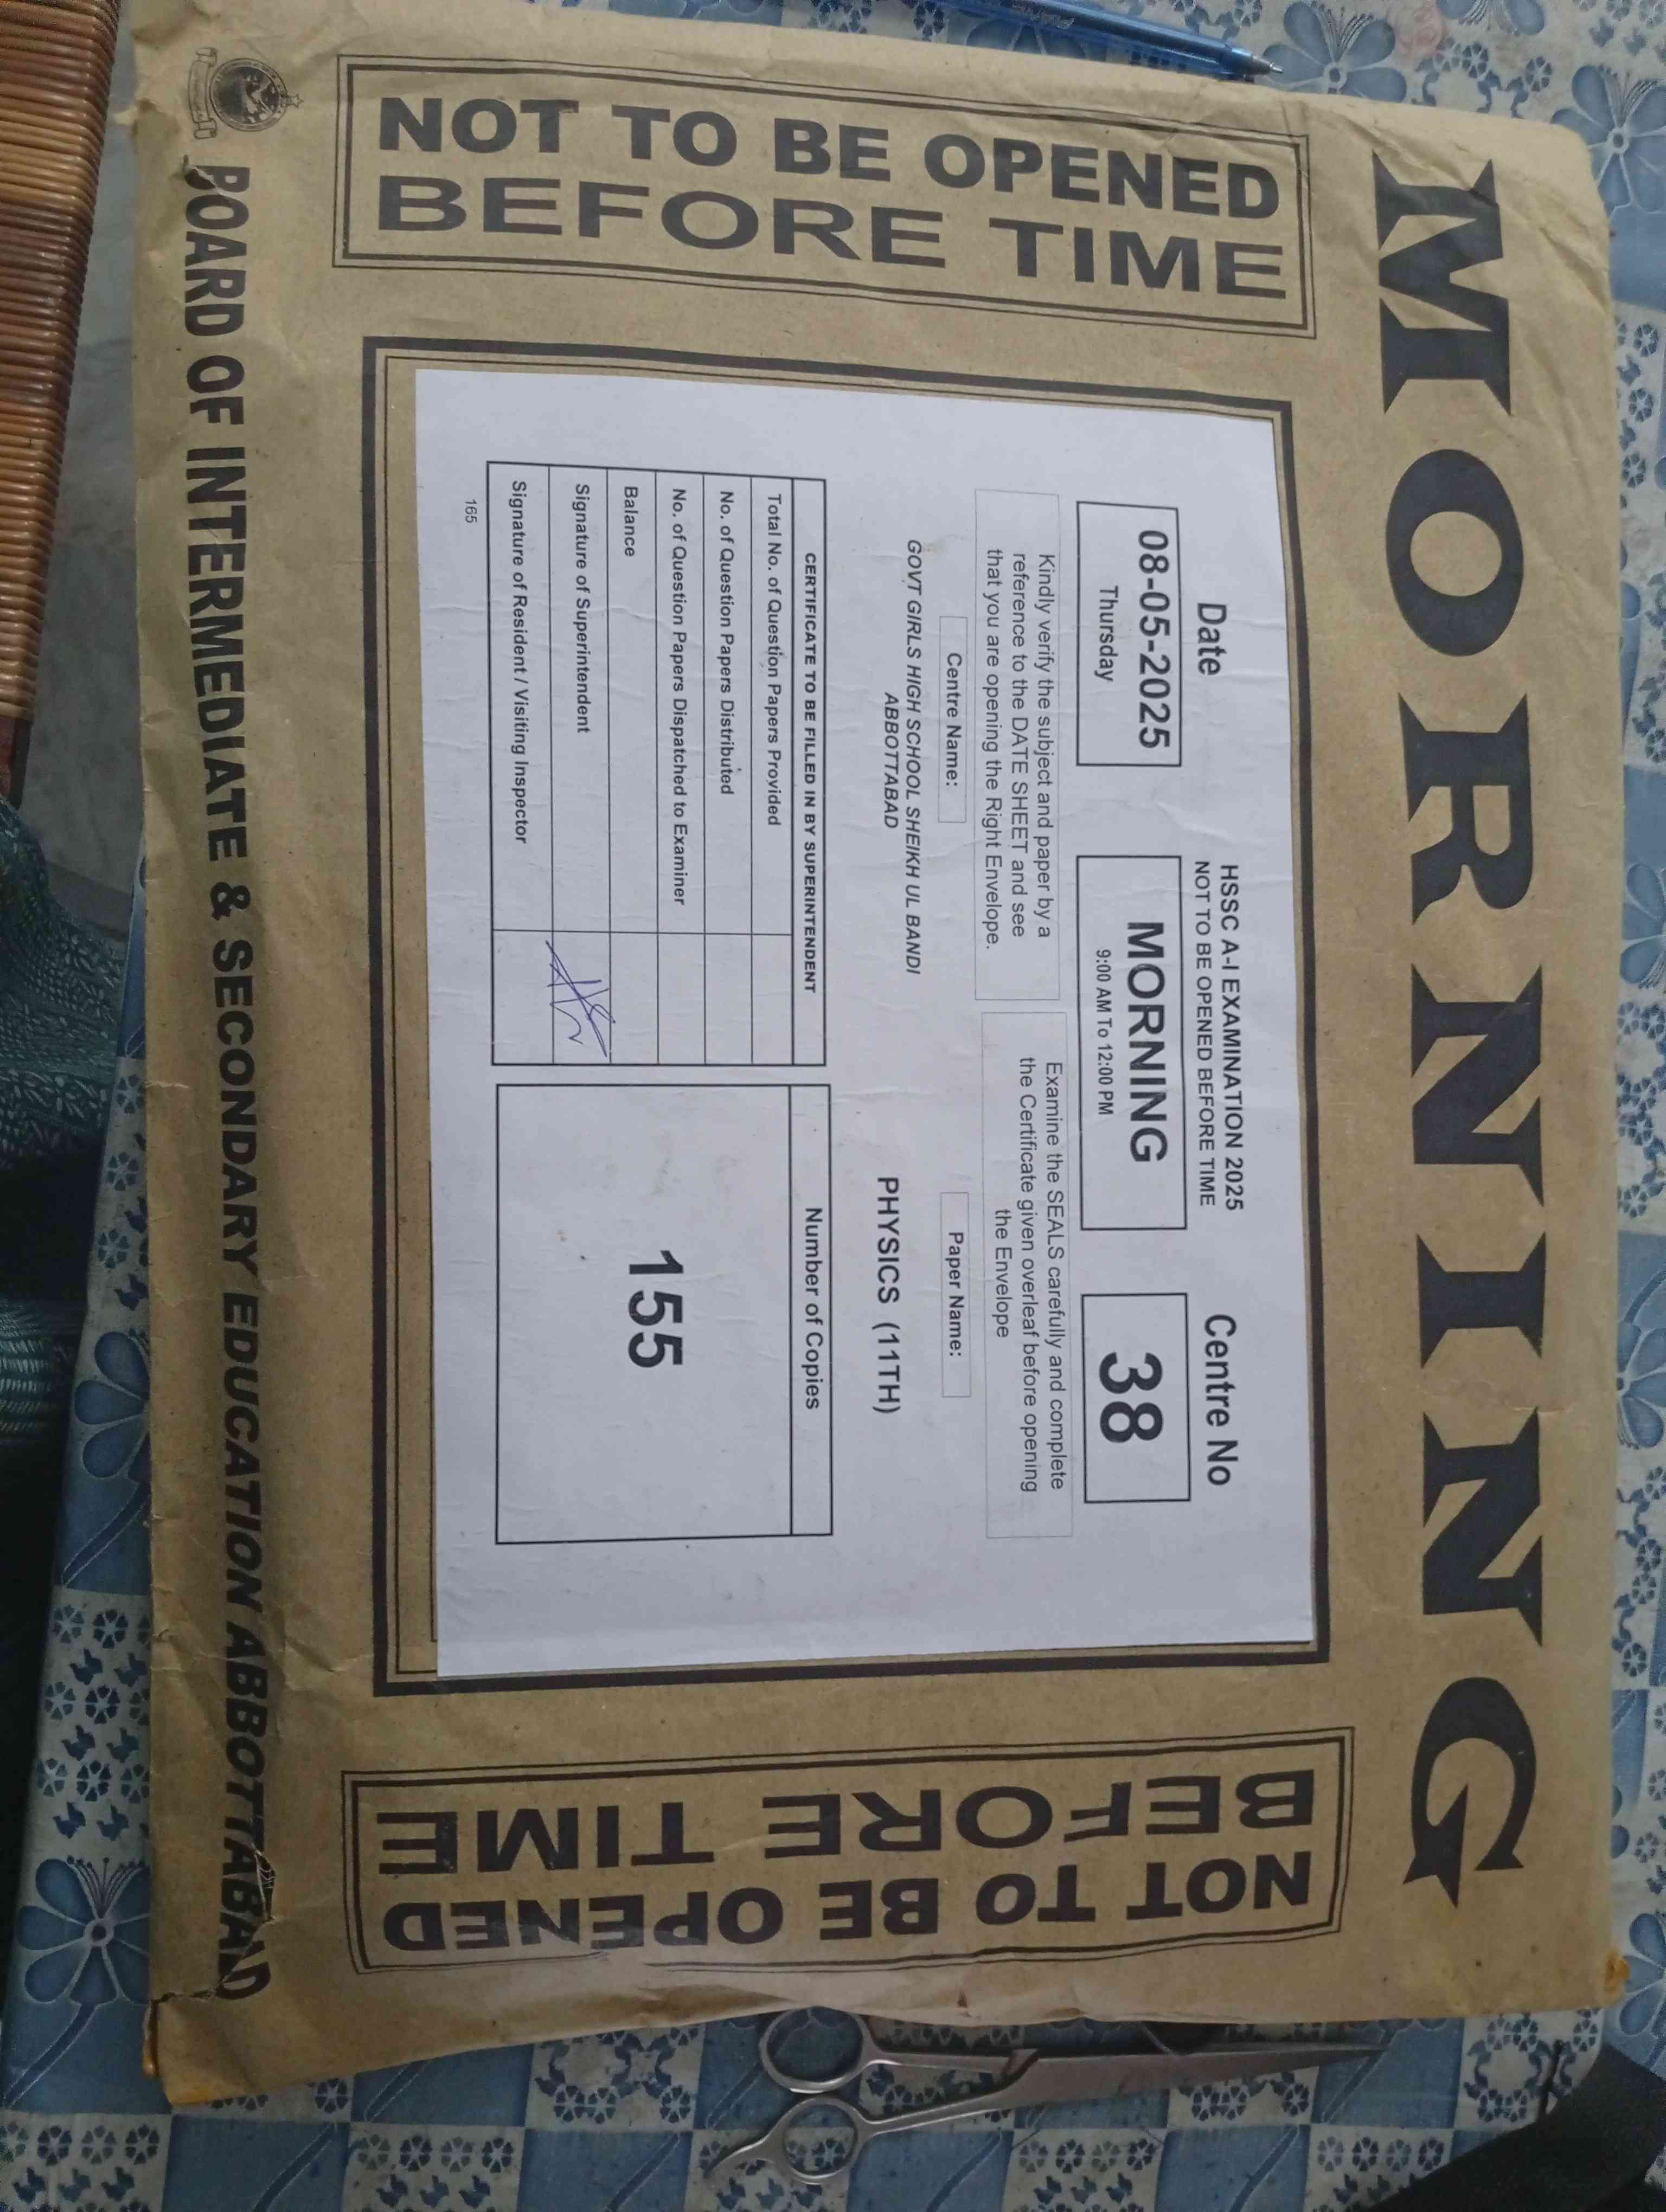 MORNING
NOT TO BE OPENED
BEFORE TIME
HSSC A-I EXAMINATION 2025
NOT TO BE OPENED BEFORE TIME
Date
08-05-2025
Thursday
MORNING
9:00 AM To 12:00 PM
Centre No
38
Kindly verify the subject and paper by a
reference to the DATE SHEET and see
that you are opening the Right Envelope.
Examine the SEALS carefully and complete
the Certificate given overleaf before opening
the Envelope
Centre Name:
GOVT GIRLS HIGH SCHOOL SHEIKH UL BANDI
ABBOTTABAD
Paper Name:
PHYSICS (11TH)
CERTIFICATE TO BE FILLED IN BY SUPERINTENDENT
Total No. of Question Papers Provided
No. of Question Papers Distributed
No. of Question Papers Dispatched to Examiner
Balance
Signature of Superintendent
Signature of Resident / Visiting Inspector
Number of Copies
155
165
NOT TO BE OPENED
BEFORE TIME
BOARD OF INTERMEDIATE & SECONDARY EDUCATION ABBOTTABAD